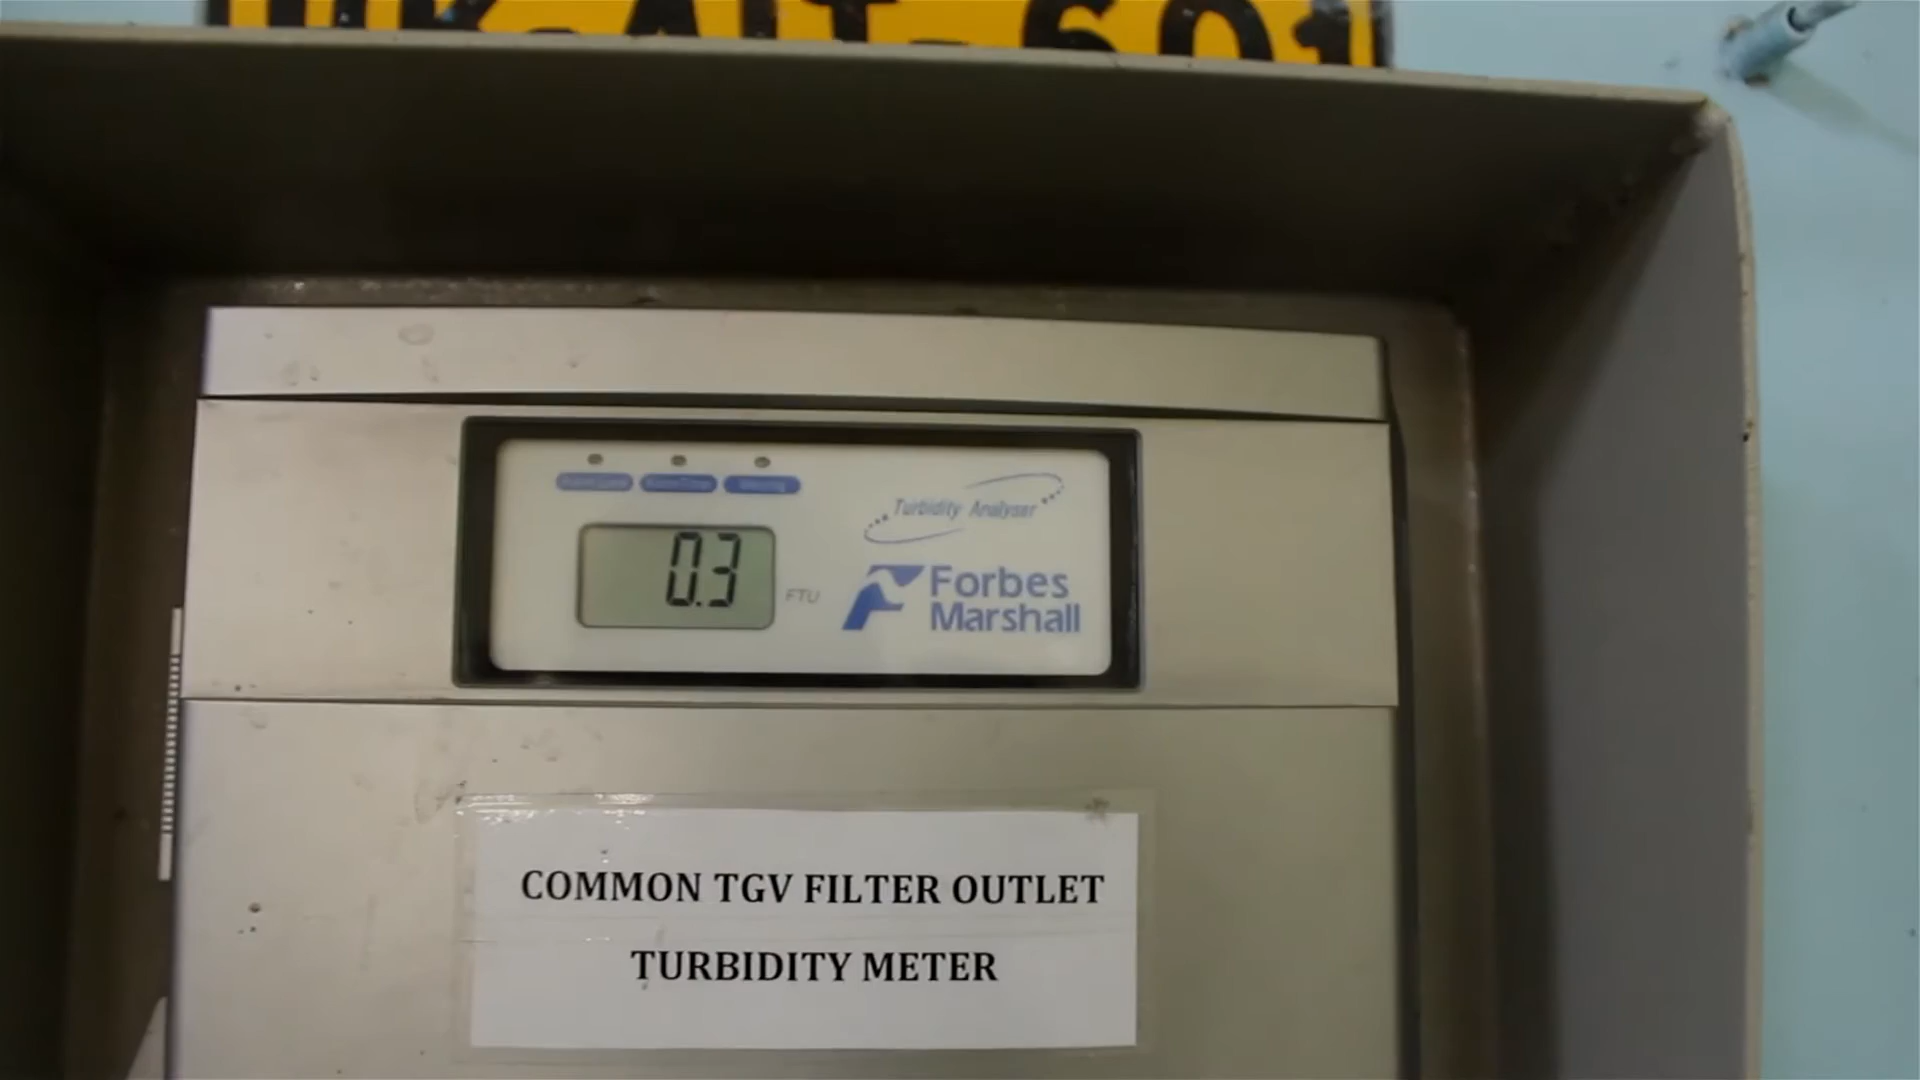 Turbidity Analyser
0.3 FTU
Forbes
Marshall
COMMON TGV FILTER OUTLET
TURBIDITY METER